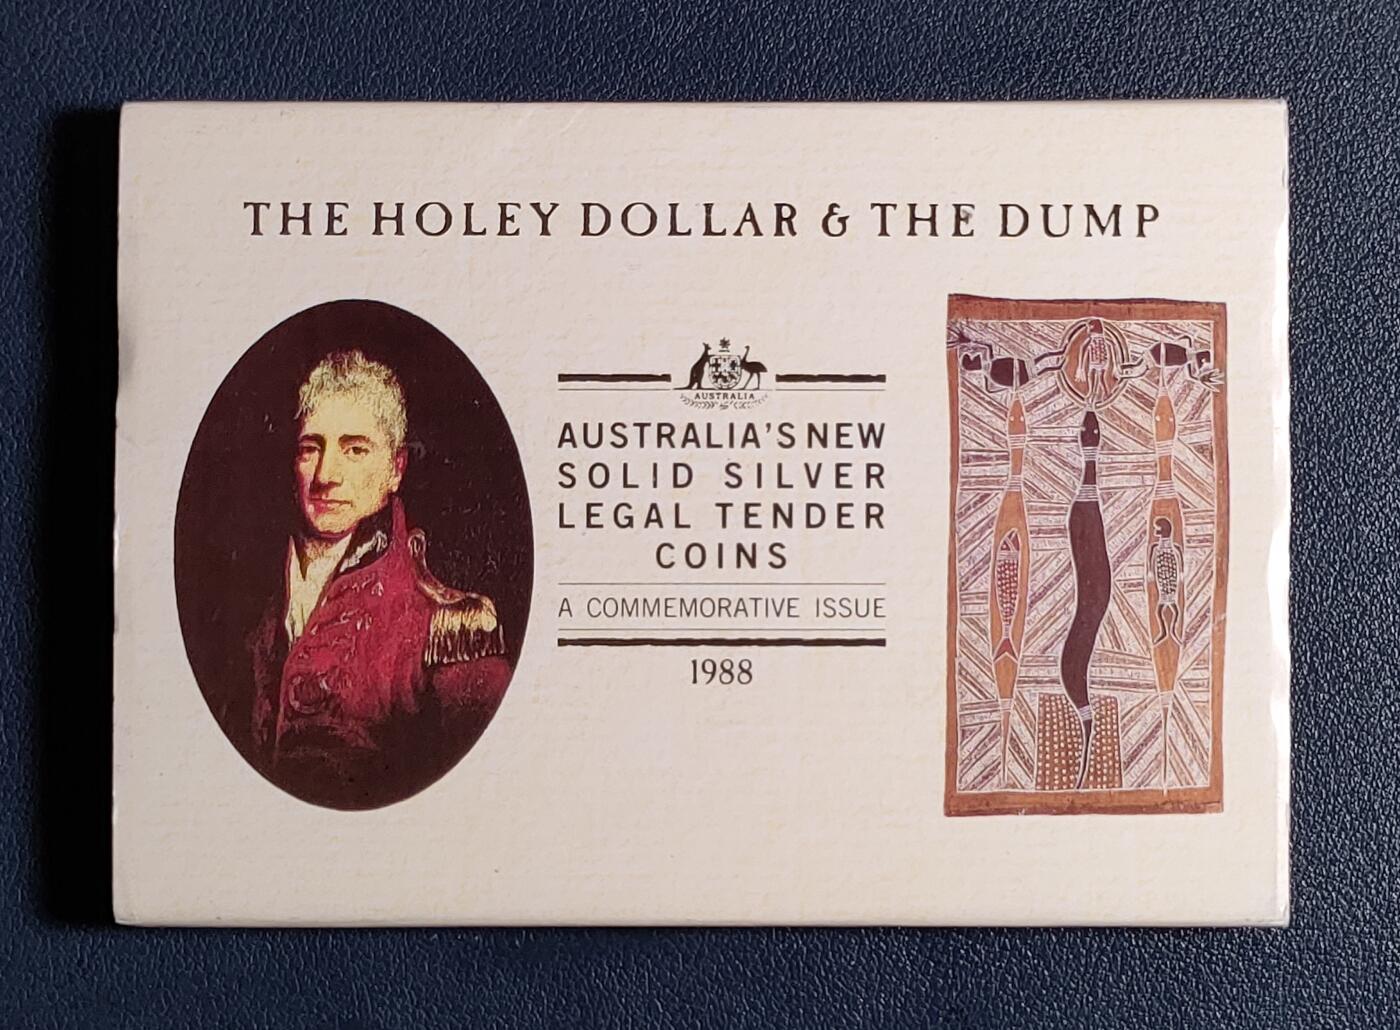 THE HOLEY DOLLAR & THE DUMP
AUSTRALIA
AUSTRALIA'S NEW
SOLID SILVER
LEGAL TENDER
COINS
A COMMEMORATIVE ISSUE
1988